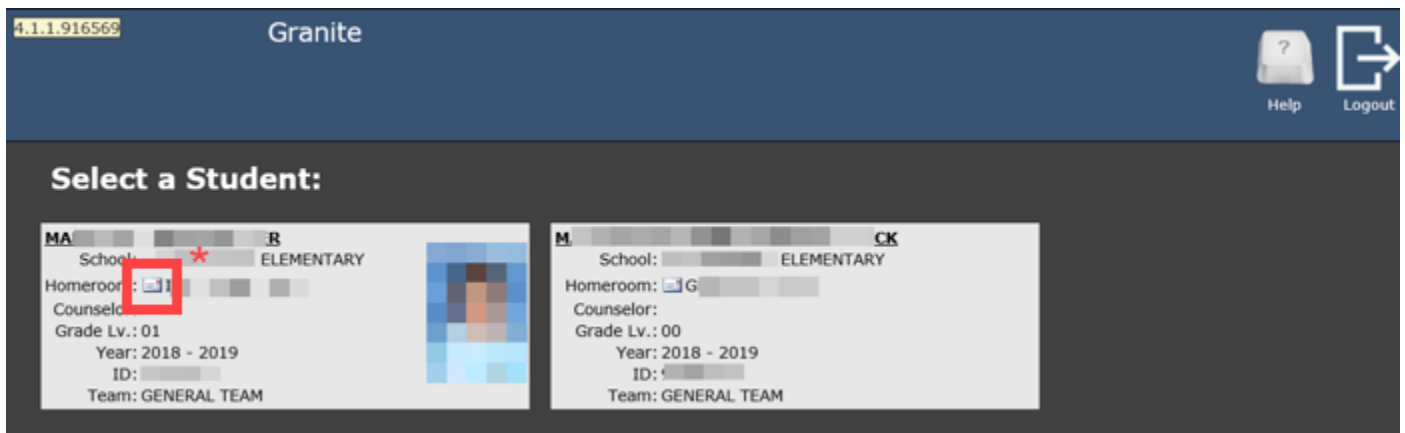 4.1.1.916569
Granite
?
Help
Logout
Select a Student:
MA R
School: * ELEMENTARY
Homeroom:
Counselor
Grade Lv.: 01
Year: 2018 - 2019
ID:
Team: GENERAL TEAM
M. CK
School: ELEMENTARY
Homeroom: G
Counselor:
Grade Lv.: 00
Year: 2018 - 2019
ID:
Team: GENERAL TEAM